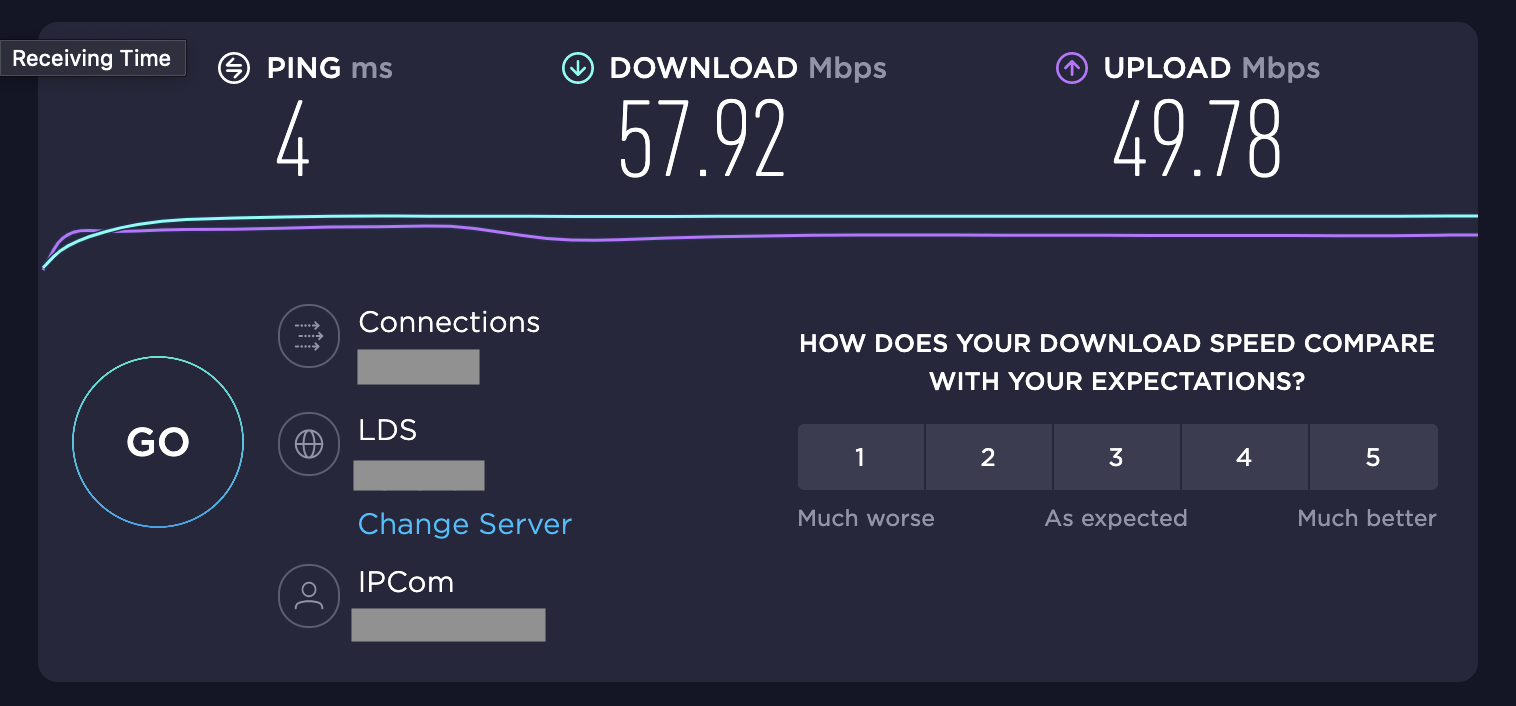 Receiving Time
PING ms
4
DOWNLOAD Mbps
57.92
UPLOAD Mbps
49.78
GO
Connections
LDS
Change Server
IPCom
HOW DOES YOUR DOWNLOAD SPEED COMPARE
WITH YOUR EXPECTATIONS?
1 2 3 4 5
Much worse As expected Much better